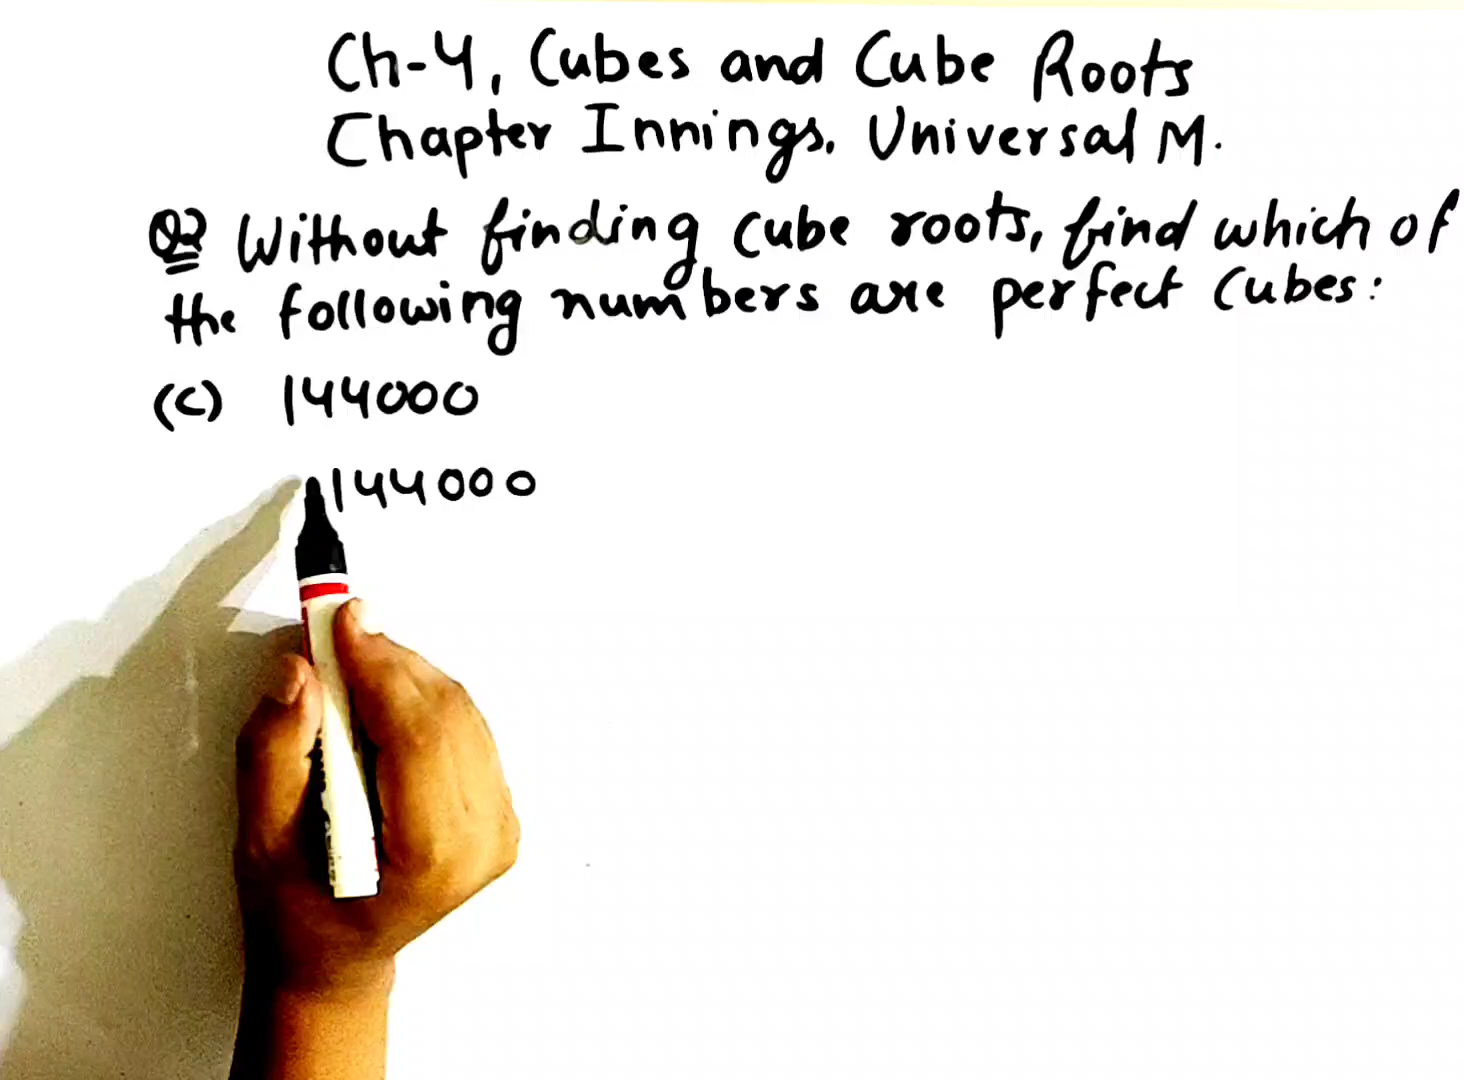 Ch-4, Cubes and Cube Roots
Chapter Innings. Universal M.
Q2 Without finding cube roots, find which of
the following numbers are perfect cubes:
(C) 144000
144000